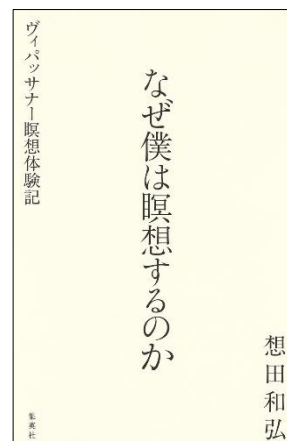 想田和弘
なぜ僕は瞑想するのか
ヴィパッサナー瞑想体験記
集英社